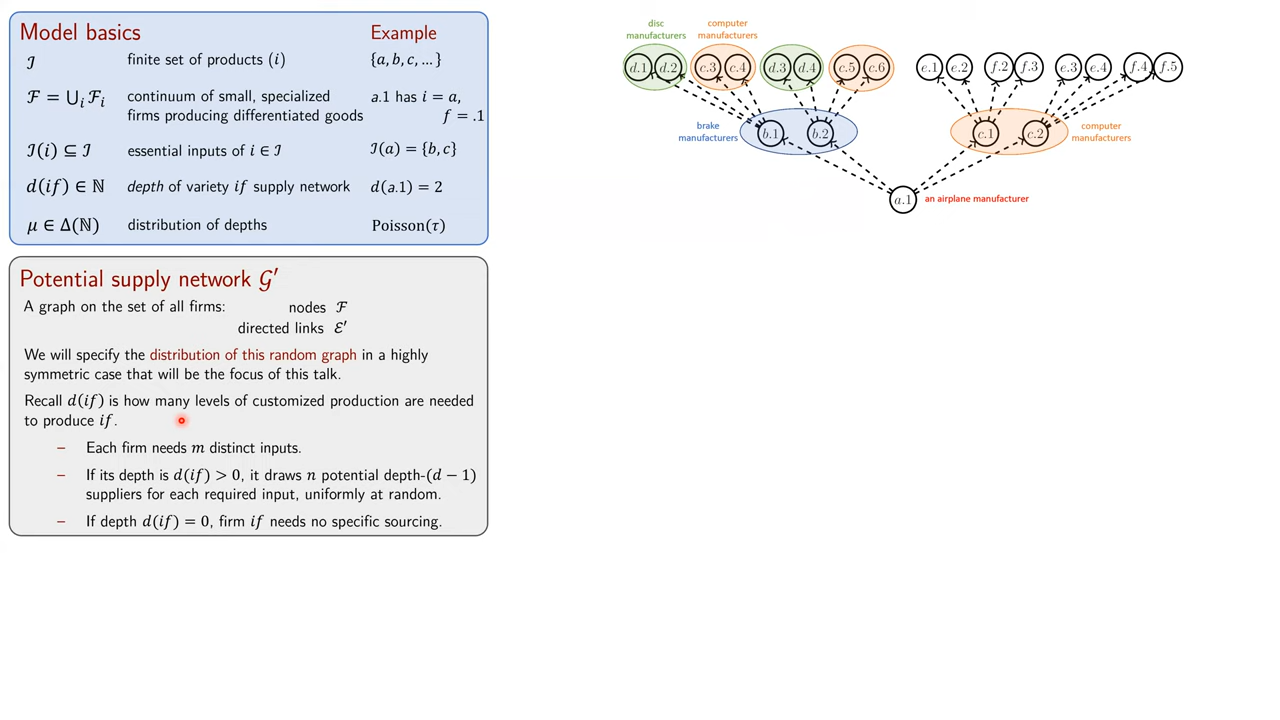 Model basics
Example
ℐ finite set of products (i) {a, b, c, …}
ℱ = ⋃ᵢ ℱᵢ continuum of small, specialized a.1 has i = a,
firms producing differentiated goods f = .1
ℐ(i) ⊆ ℐ essential inputs of i ∈ ℐ ℐ(a) = {b, c}
d(if) ∈ ℕ depth of variety if supply network d(a.1) = 2
μ ∈ Δ(ℕ) distribution of depths Poisson(τ)
Potential supply network 𝒢′
A graph on the set of all firms: nodes ℱ
directed links ℰ′
We will specify the distribution of this random graph in a highly
symmetric case that will be the focus of this talk.
Recall d(if) is how many levels of customized production are needed
to produce if.
– Each firm needs m distinct inputs.
– If its depth is d(if) > 0, it draws n potential depth-(d − 1)
suppliers for each required input, uniformly at random.
– If depth d(if) = 0, firm if needs no specific sourcing.
disc
manufacturers
computer
manufacturers
d.1 d.2 c.3 c.4 d.3 d.4 c.5 c.6 e.1 e.2 f.2 f.3 e.3 e.4 f.4 f.5
brake
manufacturers
b.1 b.2 c.1 c.2
computer
manufacturers
a.1 an airplane manufacturer